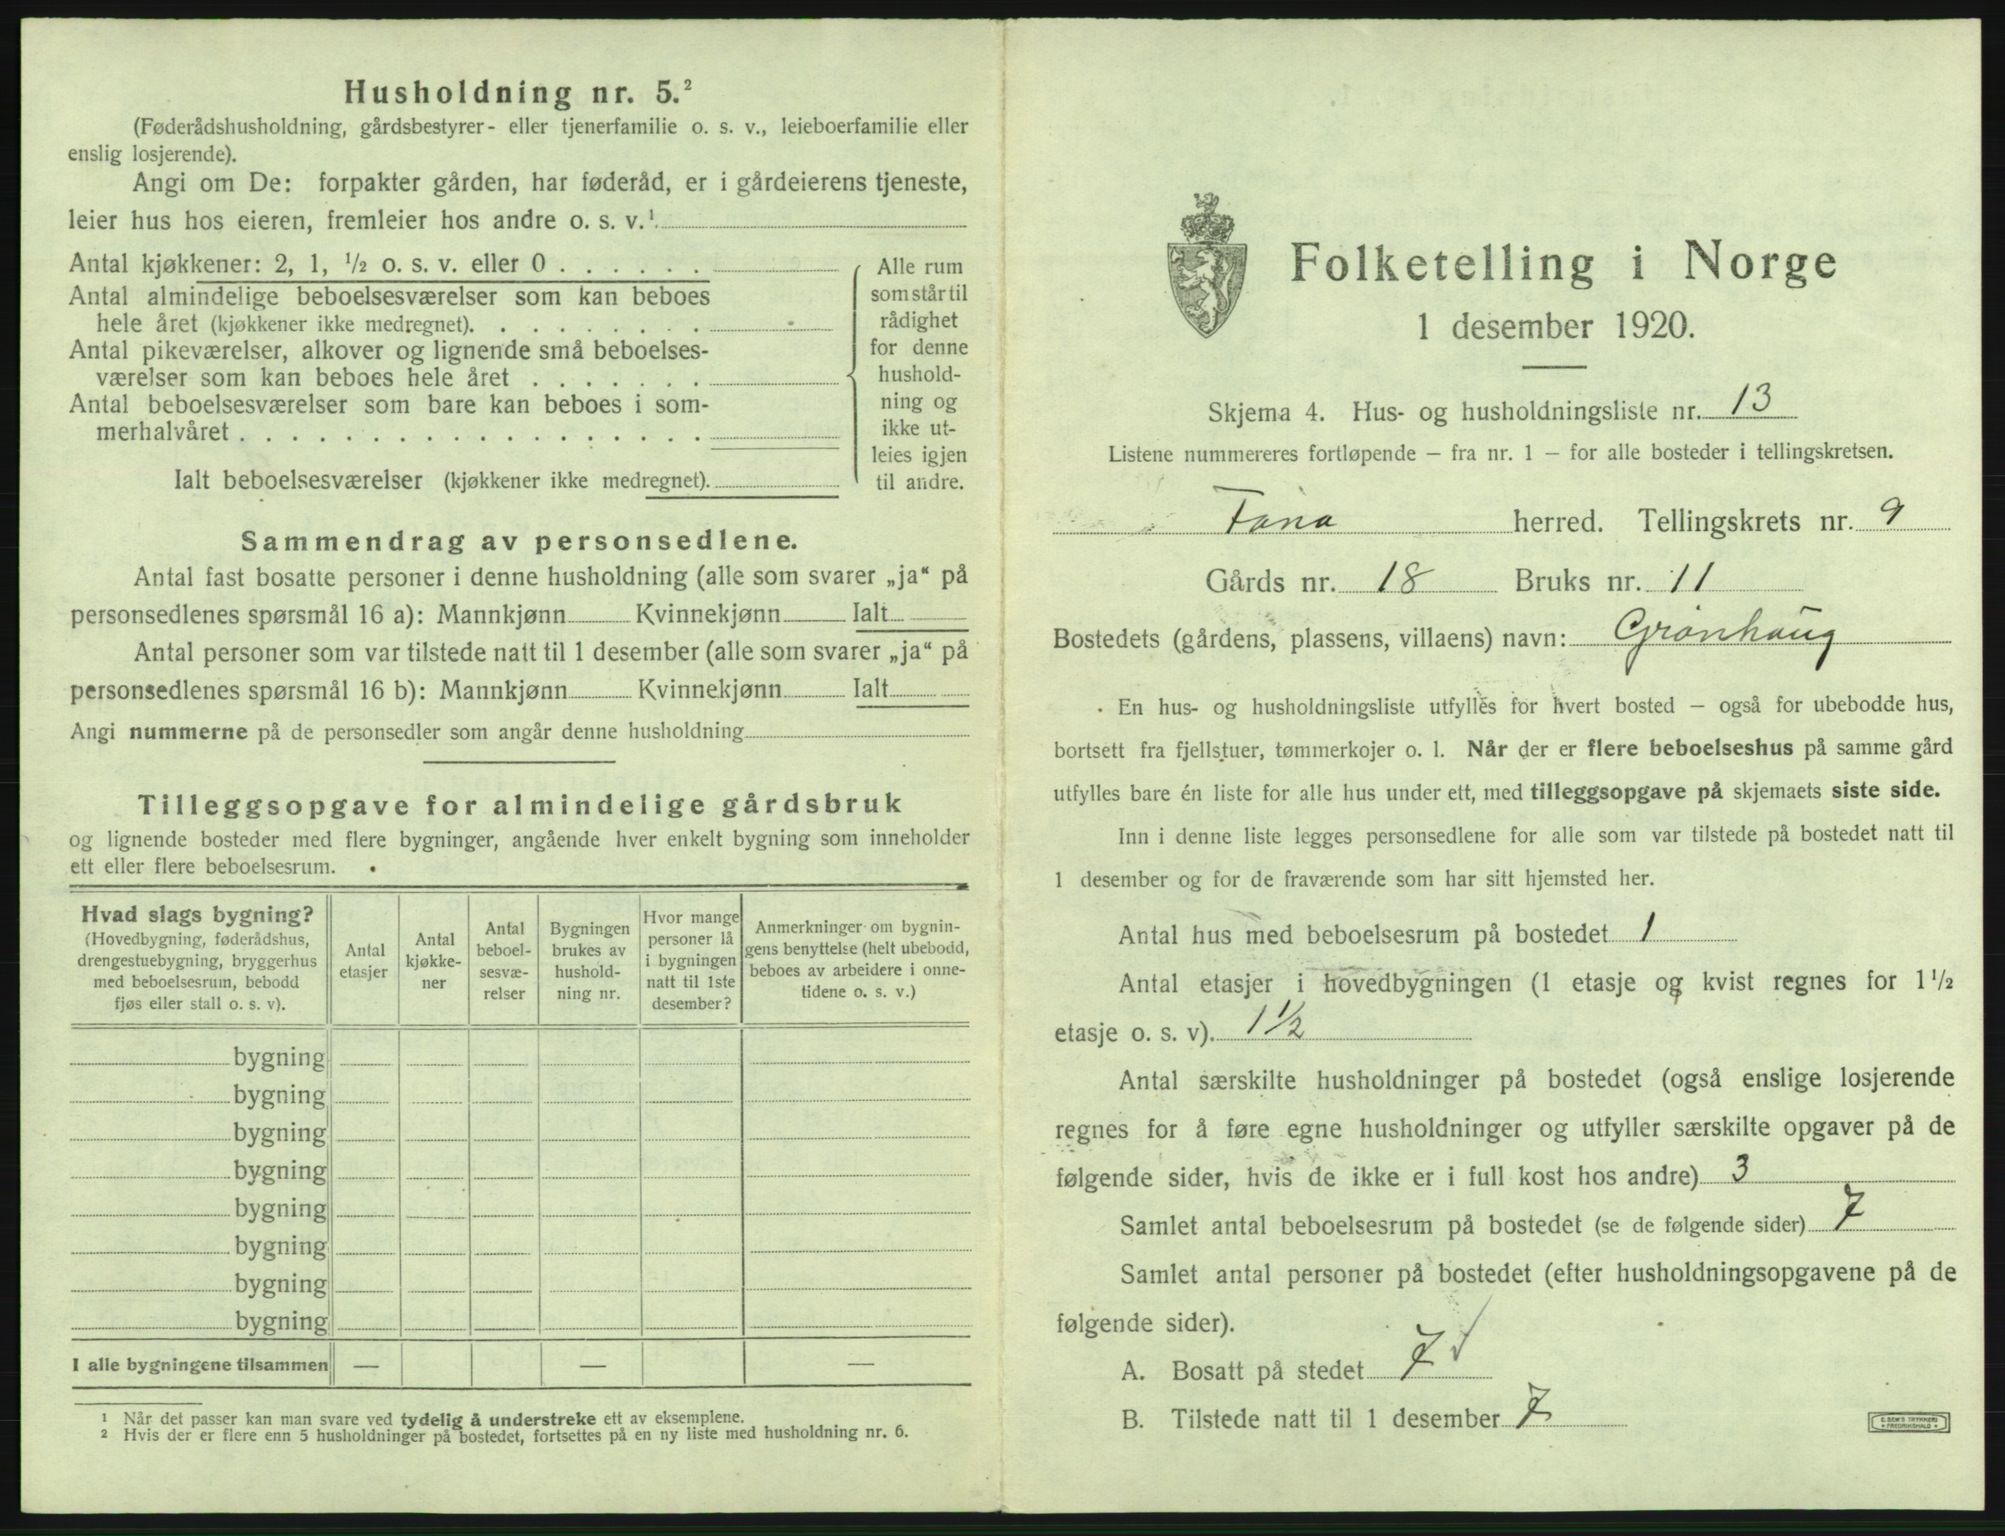 Husholdning nr. 5.²
(Føderådshusholdning, gårdsbestyrer- eller tjenerfamilie o. s. v., leieboerfamilie eller
enslig losjerende).
Angi om De: forpakter gården, har føderåd, er i gårdeierens tjeneste,
leier hus hos eieren, fremleier hos andre o. s. v.¹
Antal kjøkkener: 2, 1, ½ o. s. v. eller 0 . . . . . .
Antal almindelige beboelsesværelser som kan beboes
hele året (kjøkkener ikke medregnet). . . . . . . . .
Antal pikeværelser, alkover og lignende små beboelses-
værelser som kan beboes hele året . . . . . . .
Antal beboelsesværelser som bare kan beboes i som-
merhalvåret . . . . . . . . . . . . . . . . . .
Ialt beboelsesværelser (kjøkkener ikke medregnet).
Alle rum
som står til
rådighet
for denne
hushold-
ning og
ikke ut-
leies igjen
til andre.
Sammendrag av personsedlene.
Antal fast bosatte personer i denne husholdning (alle som svarer „ja“ på
personsedlenes spørsmål 16 a): Mannkjønn Kvinnekjønn Ialt
Antal personer som var tilstede natt til 1 desember (alle som svarer „ja“ på
personsedlenes spørsmål 16 b): Mannkjønn Kvinnekjønn Ialt
Angi nummerne på de personsedler som angår denne husholdning
Tilleggsopgave for almindelige gårdsbruk
og lignende bosteder med flere bygninger, angående hver enkelt bygning som inneholder
ett eller flere beboelsesrum.
Hvad slags bygning?
(Hovedbygning, føderådshus,
drengestuebygning, bryggerhus
med beboelsesrum, bebodd
fjøs eller stall o. s. v).
Antal
etasjer
Antal
kjøkke-
ner
Antal
beboel-
sesvæ-
relser
Bygningen
brukes av
hushold-
ning nr.
Hvor mange
personer lå
i bygningen
natt til 1ste
desember?
Anmerkninger om bygnin-
gens benyttelse (helt ubebodd,
beboes av arbeidere i onne-
tidene o. s. v.)
bygning
bygning
bygning
bygning
bygning
bygning
bygning
bygning
I alle bygningene tilsammen — — —
¹ Når det passer kan man svare ved tydelig å understreke ett av eksemplene.
² Hvis der er flere enn 5 husholdninger på bostedet, fortsettes på en ny liste med husholdning nr. 6.
Folketelling i Norge
1 desember 1920.
Skjema 4. Hus- og husholdningsliste nr. 13
Listene nummereres fortløpende – fra nr. 1 – for alle bosteder i tellingskretsen.
Fana herred. Tellingskrets nr. 9
Gårds nr. 18 Bruks nr. 11
Bostedets (gårdens, plassens, villaens) navn: Grønhaug
En hus- og husholdningsliste utfylles for hvert bosted – også for ubebodde hus,
bortsett fra fjellstuer, tømmerkojer o. l. Når der er flere beboelseshus på samme gård
utfylles bare én liste for alle hus under ett, med tilleggsopgave på skjemaets siste side.
Inn i denne liste legges personsedlene for alle som var tilstede på bostedet natt til
1 desember og for de fraværende som har sitt hjemsted her.
Antal hus med beboelsesrum på bostedet 1
Antal etasjer i hovedbygningen (1 etasje og kvist regnes for 1½
etasje o. s. v). 1½
Antal særskilte husholdninger på bostedet (også enslige losjerende
regnes for å føre egne husholdninger og utfyller særskilte opgaver på de
følgende sider, hvis de ikke er i full kost hos andre) 3
Samlet antal beboelsesrum på bostedet (se de følgende sider) 7
Samlet antal personer på bostedet (efter husholdningsopgavene på de
følgende sider).
A. Bosatt på stedet 7
B. Tilstede natt til 1 desember 7
E. SEM'S TRYKKERI
FREDRIKSHALD